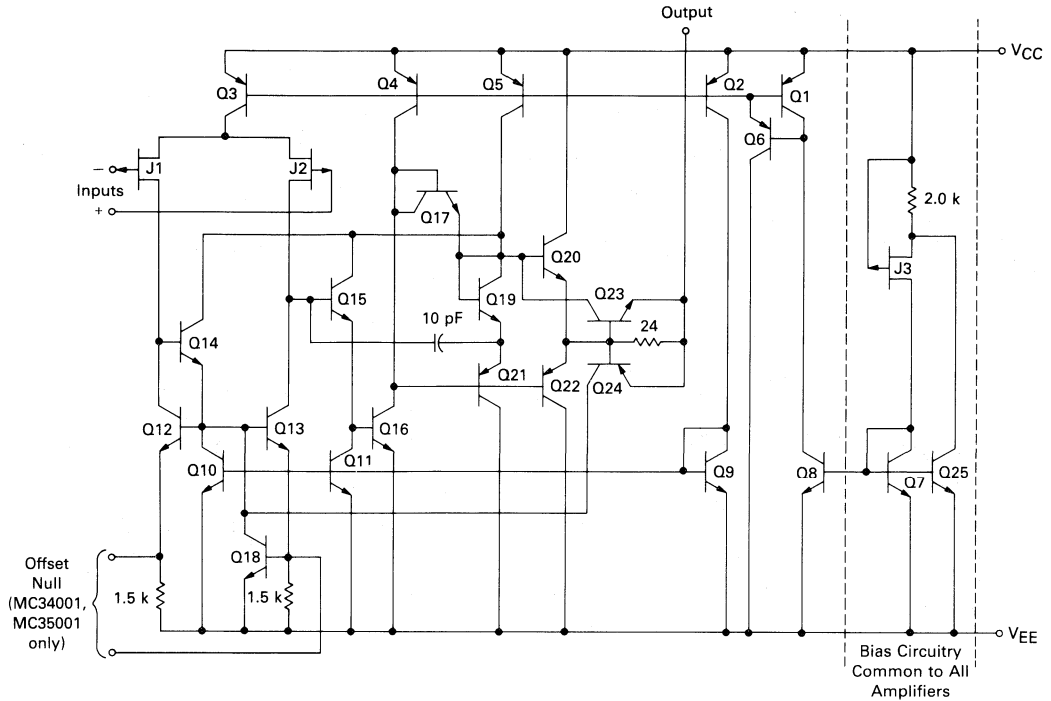 Output
VCC
Q3
Q4
Q5
Q2
Q1
Q6
−
J1
J2
Inputs
+
Q17
2.0 k
J3
Q20
Q15
Q19
Q23
10 pF
24
Q14
Q21
Q22
Q24
Q12
Q13
Q16
Q10
Q11
Q9
Q8
Q7
Q25
Q18
Offset
Null
(MC34001,
MC35001
only)
1.5 k
1.5 k
VEE
Bias Circuitry
Common to All
Amplifiers